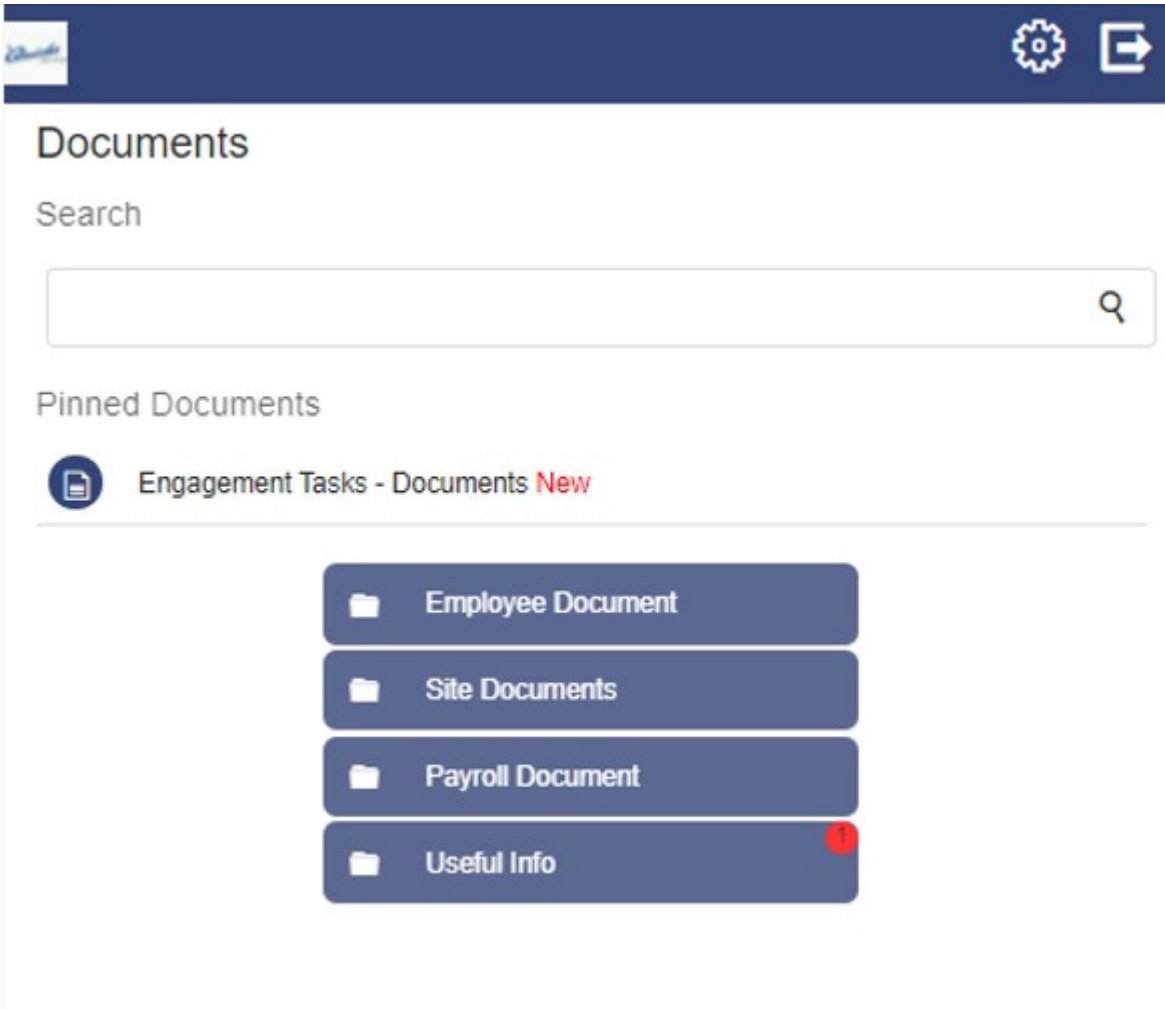 Documents
Search
Pinned Documents
Engagement Tasks - Documents New
Employee Document
Site Documents
Payroll Document
1
Useful Info